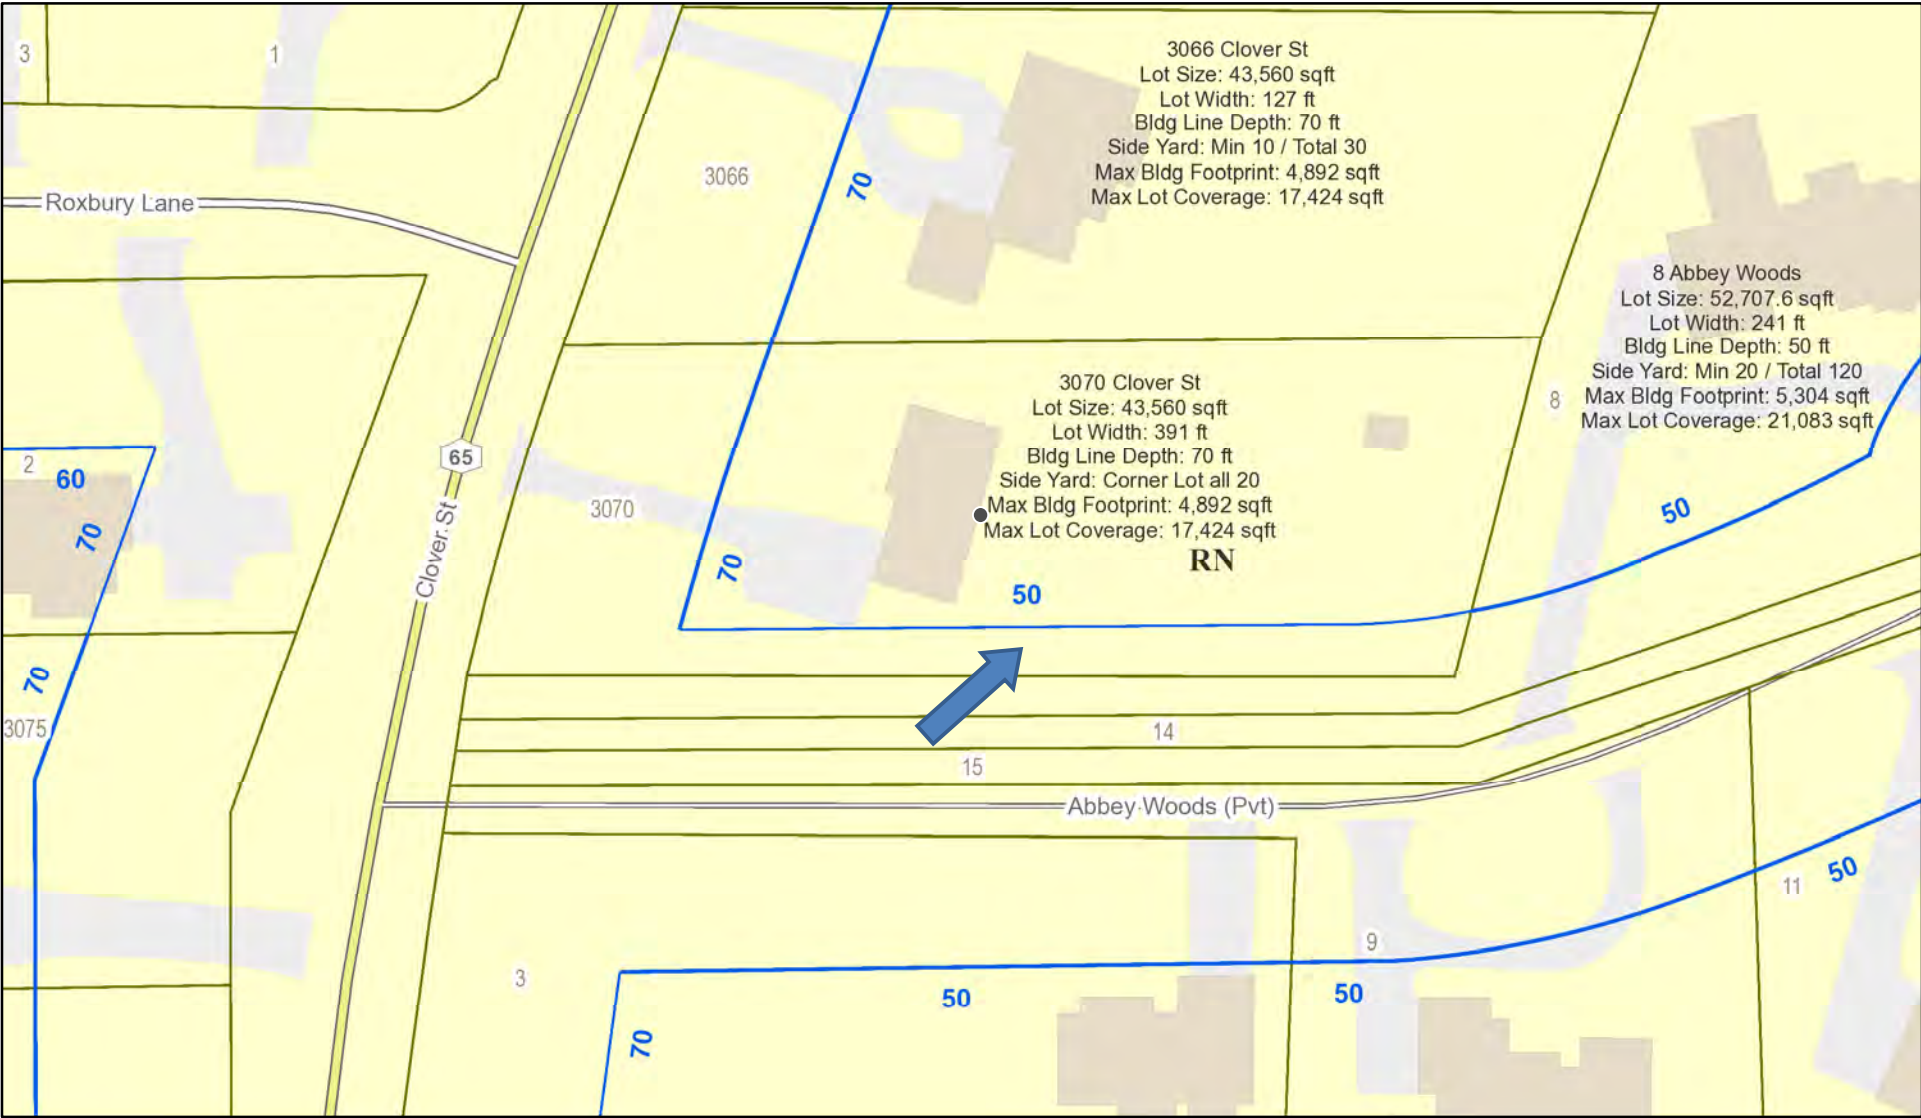 3
1
3066 Clover St
Lot Size: 43,560 sqft
Lot Width: 127 ft
Bldg Line Depth: 70 ft
Side Yard: Min 10 / Total 30
Max Bldg Footprint: 4,892 sqft
Max Lot Coverage: 17,424 sqft
3066
70
Roxbury Lane
8 Abbey Woods
Lot Size: 52,707.6 sqft
Lot Width: 241 ft
Bldg Line Depth: 50 ft
Side Yard: Min 20 / Total 120
Max Bldg Footprint: 5,304 sqft
Max Lot Coverage: 21,083 sqft
8
3070 Clover St
Lot Size: 43,560 sqft
Lot Width: 391 ft
Bldg Line Depth: 70 ft
Side Yard: Corner Lot all 20
Max Bldg Footprint: 4,892 sqft
Max Lot Coverage: 17,424 sqft
RN
2
60
70
65
Clover St
3070
70
50
50
70
3075
14
15
Abbey Woods (Pvt)
3
9
11
50
50
50
70